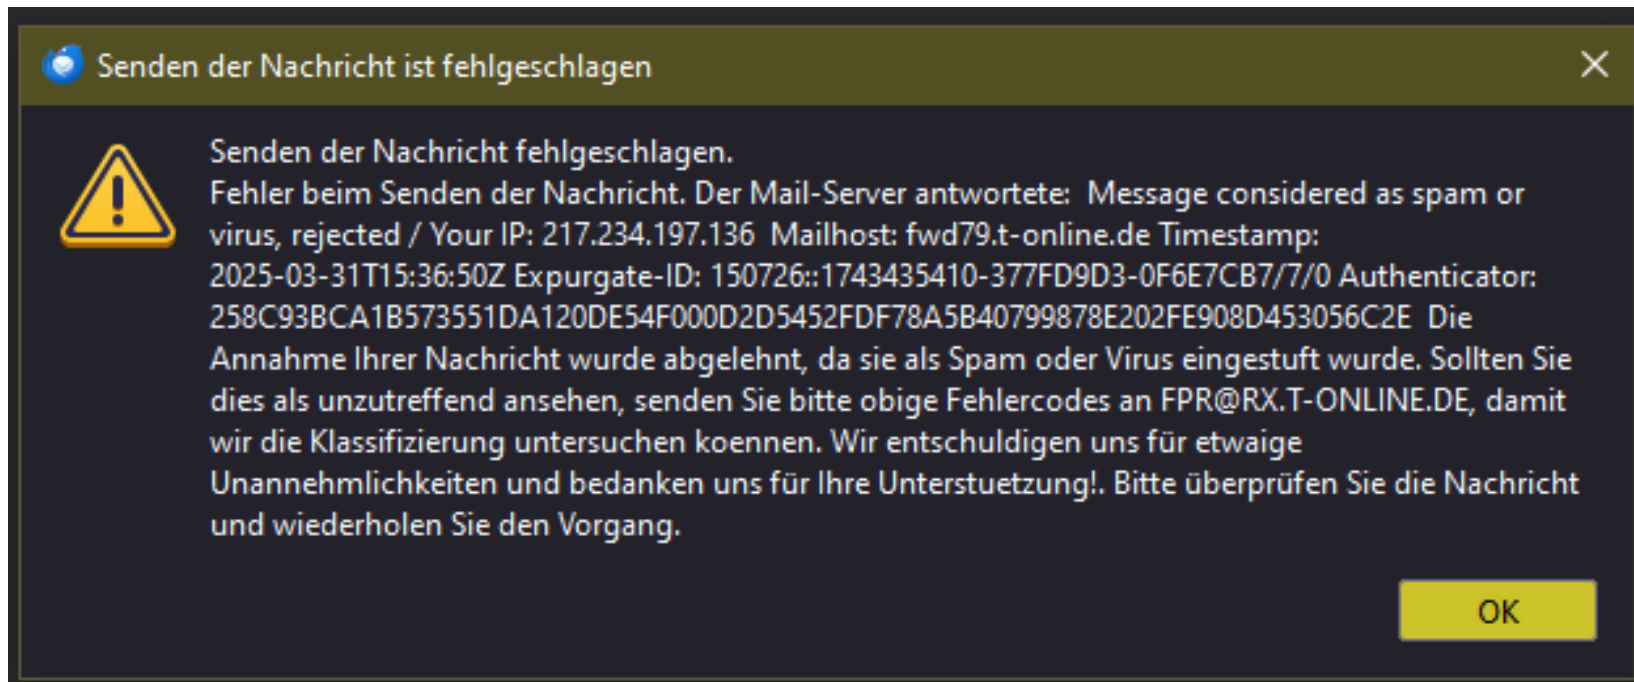 Senden der Nachricht ist fehlgeschlagen
Senden der Nachricht fehlgeschlagen.
Fehler beim Senden der Nachricht. Der Mail-Server antwortete:  Message considered as spam or
virus, rejected / Your IP: 217.234.197.136  Mailhost: fwd79.t-online.de Timestamp:
2025-03-31T15:36:50Z Expurgate-ID: 150726::1743435410-377FD9D3-0F6E7CB7/7/0 Authenticator:
258C93BCA1B573551DA120DE54F000D2D5452FDF78A5B40799878E202FE908D453056C2E  Die
Annahme Ihrer Nachricht wurde abgelehnt, da sie als Spam oder Virus eingestuft wurde. Sollten Sie
dies als unzutreffend ansehen, senden Sie bitte obige Fehlercodes an FPR@RX.T-ONLINE.DE, damit
wir die Klassifizierung untersuchen koennen. Wir entschuldigen uns für etwaige
Unannehmlichkeiten und bedanken uns für Ihre Unterstuetzung!. Bitte überprüfen Sie die Nachricht
und wiederholen Sie den Vorgang.
OK